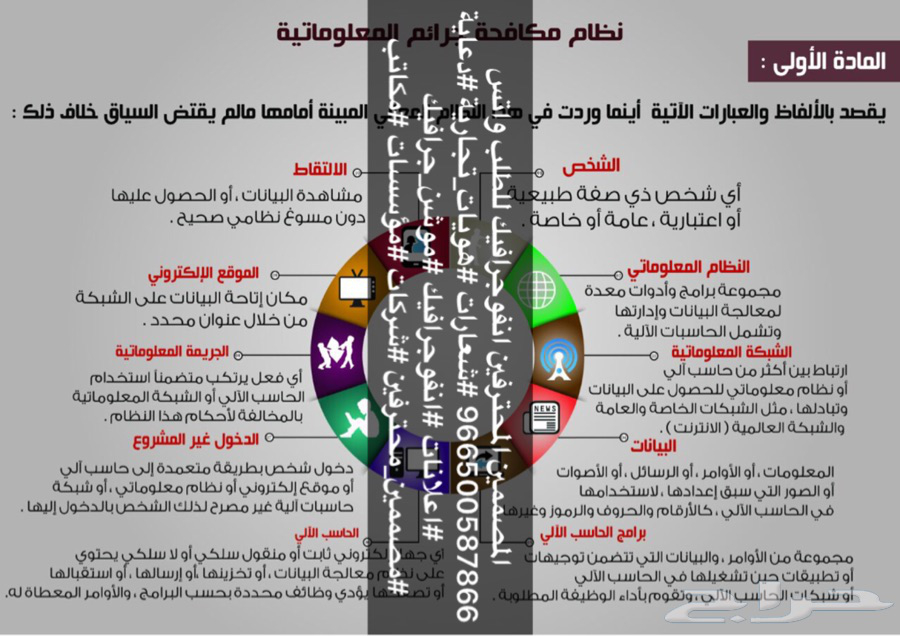 نظام مكافحة جرائم المعلوماتية
المادة الأولى :
يقصد بالألفاظ والعبارات الآتية أينما وردت في المبينة أمامها مالم يقتض السياق خلاف ذلك :
الشخص
أي شخص ذي صفة طبيعية
أو اعتبارية ، عامة أو خاصة .
النظام المعلوماتي
مجموعة برامج وأدوات معدة
لمعالجة البيانات وإدارتها
وتشمل الحاسبات الآلية .
الشبكة المعلوماتية
ارتباط بين أكثر من حاسب آلي
أو نظام معلوماتي للحصول على البيانات
وتبادلها ، مثل الشبكات الخاصة والعامة
والشبكة العالمية ( الانترنت ) .
NEWS
البيانات
المعلومات ، أو الأوامر ، أو الرسائل ، أو الأصوات
أو الصور التي سبق إعدادها ، لاستخدامها
في الحاسب الآلي ، كالأرقام والحروف والرموز وغيرها
برامج الحاسب الآلي
مجموعة من الأوامر ، والبيانات التي تتضمن توجيهات
أو تطبيقات حين تشغيلها في الحاسب الآلي
أو شبكات الحاسب الآلي ، وتقوم بأداء الوظيفة المطلوبة .
الالتقاط
مشاهدة البيانات ، أو الحصول عليها
دون مسوغ نظامي صحيح .
الموقع الإلكتروني
مكان إتاحة البيانات على الشبكة
من خلال عنوان محدد .
الجريمة المعلوماتية
أي فعل يرتكب متضمناً استخدام
الحاسب الآلي أو الشبكة المعلوماتية
بالمخالفة لأحكام هذا النظام .
الدخول غير المشروع
دخول شخص بطريقة متعمدة إلى حاسب آلي
أو موقع إلكتروني أو نظام معلوماتي ، أو شبكة
حاسبات آلية غير مصرح لذلك الشخص بالدخول إليها .
الحاسب الآلي
أي جهاز إلكتروني ثابت أو منقول سلكي أو لا سلكي يحتوي
على نظام معالجة البيانات ، أو تخزينها أو إرسالها ، أو استقبالها
أو تصفحها يؤدي وظائف محددة بحسب البرامج ، والأوامر المعطاة له.
المصممين المحترفين انفوجرافيك للطلب واتس
966500587866 #شعارات #هويات_تجارية #دعاية
#اعلانات #انفوجرافيك #موشن_جرافيك
#مصممين_محترفين #شركات #مؤسسات #مكاتب
حراج